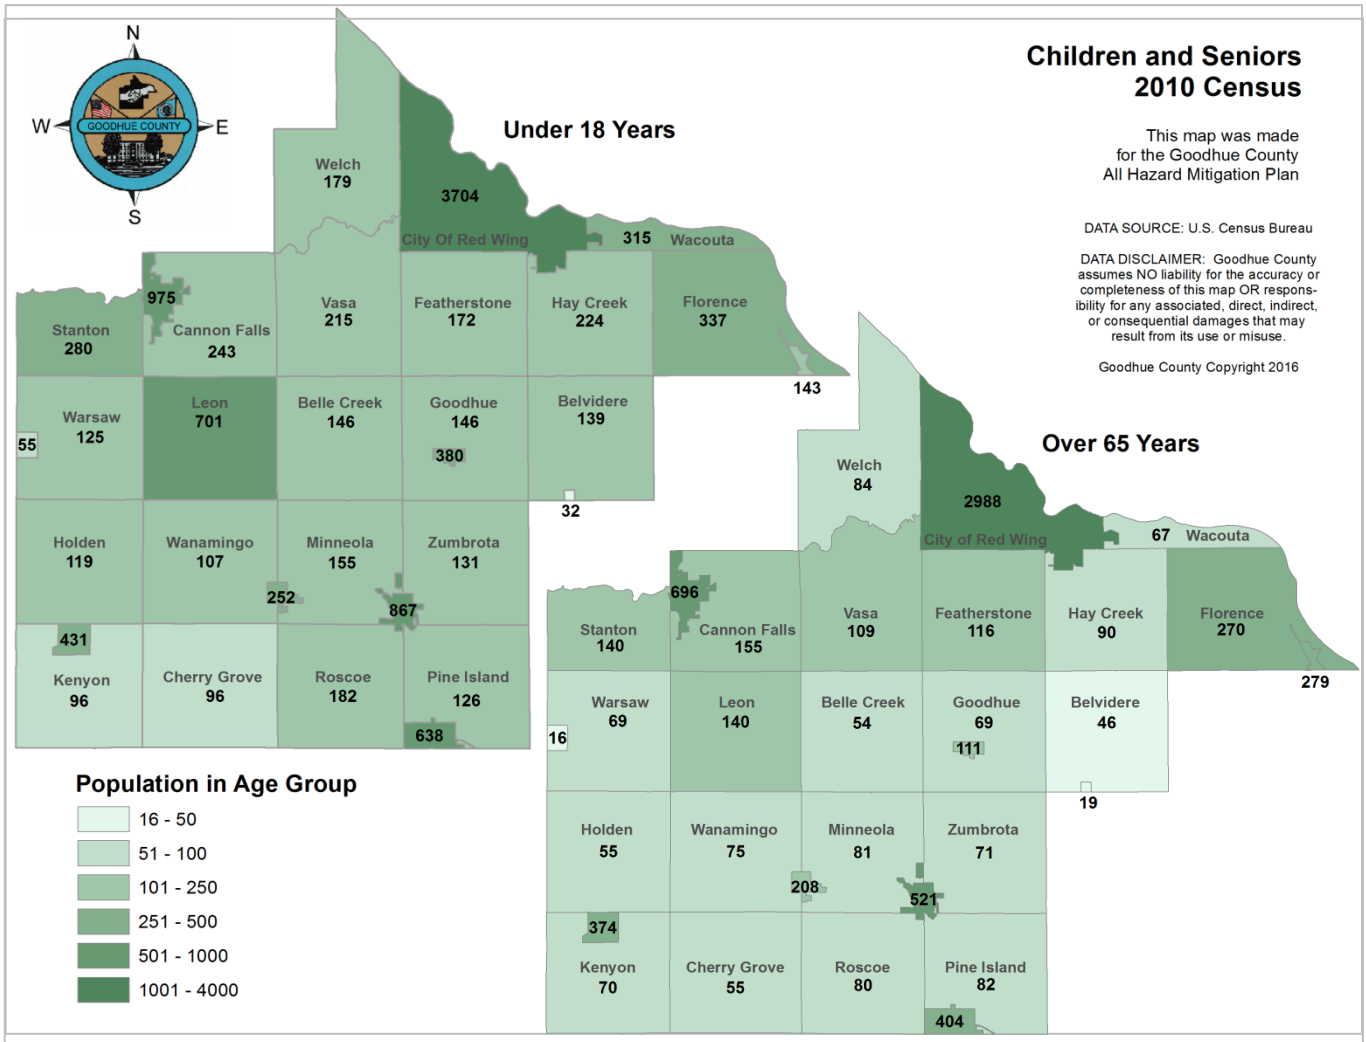 N
W
E
S
GOODHUE COUNTY
Children and Seniors
2010 Census
This map was made
for the Goodhue County
All Hazard Mitigation Plan
DATA SOURCE: U.S. Census Bureau
DATA DISCLAIMER: Goodhue County
assumes NO liability for the accuracy or
completeness of this map OR respons-
ibility for any associated, direct, indirect,
or consequential damages that may
result from its use or misuse.
Goodhue County Copyright 2016
Under 18 Years
Welch
179
3704
City Of Red Wing
315 Wacouta
975
Stanton
280
Cannon Falls
243
Vasa
215
Featherstone
172
Hay Creek
224
Florence
337
143
Warsaw
125
55
Leon
701
Belle Creek
146
Goodhue
146
380
Belvidere
139
32
Holden
119
Wanamingo
107
Minneola
155
Zumbrota
131
252
867
431
Kenyon
96
Cherry Grove
96
Roscoe
182
Pine Island
126
638
Over 65 Years
Welch
84
2988
City of Red Wing
67 Wacouta
696
Stanton
140
Cannon Falls
155
Vasa
109
Featherstone
116
Hay Creek
90
Florence
270
279
Warsaw
69
16
Leon
140
Belle Creek
54
Goodhue
69
111
Belvidere
46
19
Holden
55
Wanamingo
75
Minneola
81
Zumbrota
71
208
521
374
Kenyon
70
Cherry Grove
55
Roscoe
80
Pine Island
82
404
Population in Age Group
16 - 50
51 - 100
101 - 250
251 - 500
501 - 1000
1001 - 4000